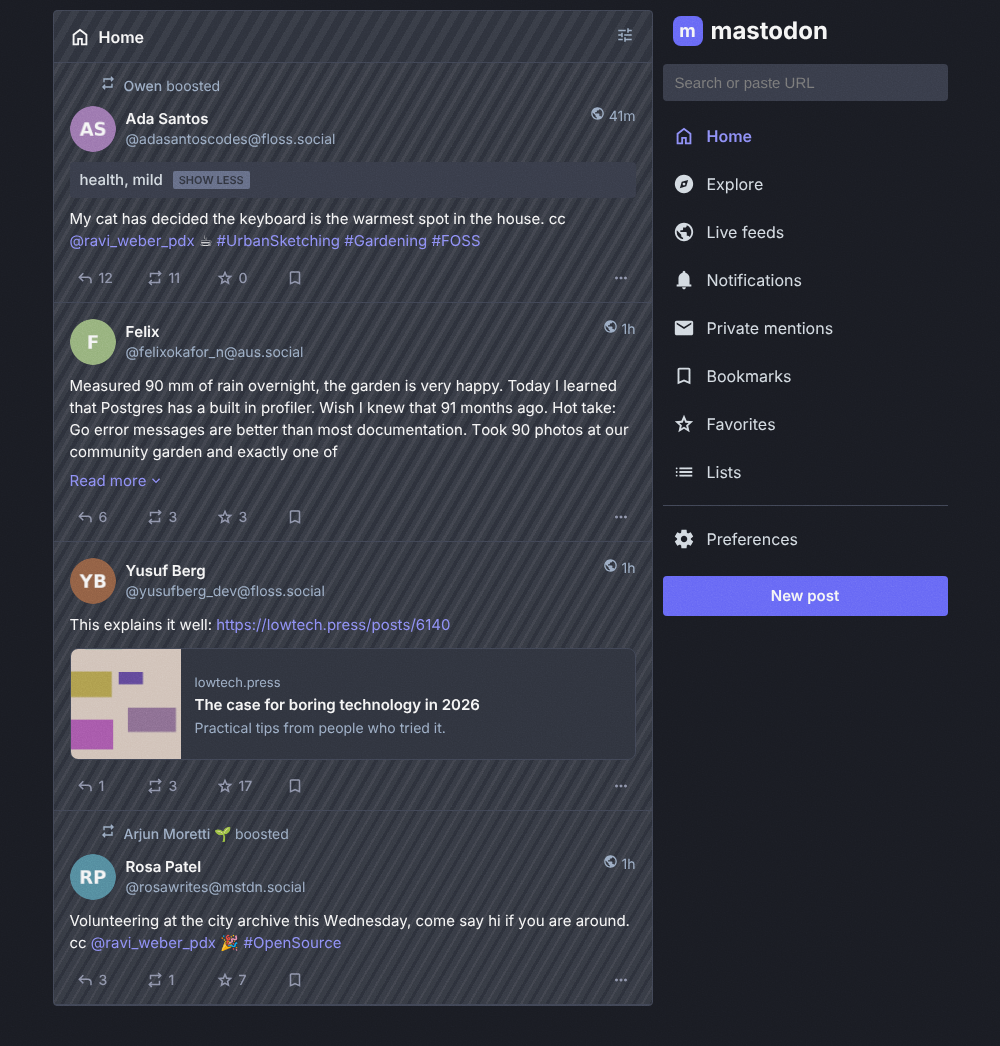 Home
Owen boosted
AS
Ada Santos
@adasantoscodes@floss.social
41m
health, mild SHOW LESS
My cat has decided the keyboard is the warmest spot in the house. cc
@ravi_weber_pdx ☕ #UrbanSketching #Gardening #FOSS
12 11 0
F
Felix
@felixokafor_n@aus.social
1h
Measured 90 mm of rain overnight, the garden is very happy. Today I learned
that Postgres has a built in profiler. Wish I knew that 91 months ago. Hot take:
Go error messages are better than most documentation. Took 90 photos at our
community garden and exactly one of
Read more
6 3 3
YB
Yusuf Berg
@yusufberg_dev@floss.social
1h
This explains it well: https://lowtech.press/posts/6140
lowtech.press
The case for boring technology in 2026
Practical tips from people who tried it.
1 3 17
Arjun Moretti 🌱 boosted
RP
Rosa Patel
@rosawrites@mstdn.social
1h
Volunteering at the city archive this Wednesday, come say hi if you are around.
cc @ravi_weber_pdx 🎉 #OpenSource
3 1 7
m mastodon
Search or paste URL
Home
Explore
Live feeds
Notifications
Private mentions
Bookmarks
Favorites
Lists
Preferences
New post